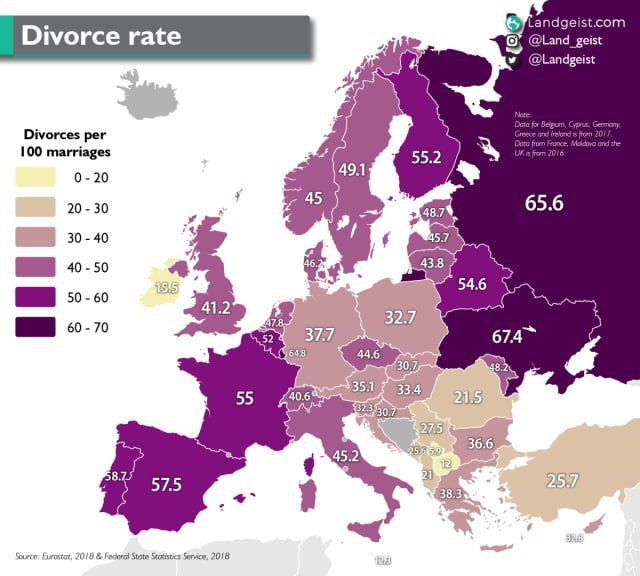 Divorce rate
Landgeist.com
@Land_geist
@Landgeist
Note:
Data for Belgium, Cyprus, Germany,
Greece and Ireland is from 2017.
Data from France, Moldova and the
UK is from 2016.
Divorces per
100 marriages
0 - 20
20 - 30
30 - 40
40 - 50
50 - 60
60 - 70
55.2
49.1
45
65.6
48.7
45.7
43.8
46.2
54.6
15.5
41.2
47.8
52
64.8
37.7
32.7
67.4
44.6
30.7
48.2
35.1
33.4
55
40.6
21.5
32.3
30.7
27.5
45.2
36.6
25.6
5.9
12
21
58.7
57.5
25.7
38.3
32.8
12.3
Source: Eurostat, 2018 & Federal State Statistics Service, 2018